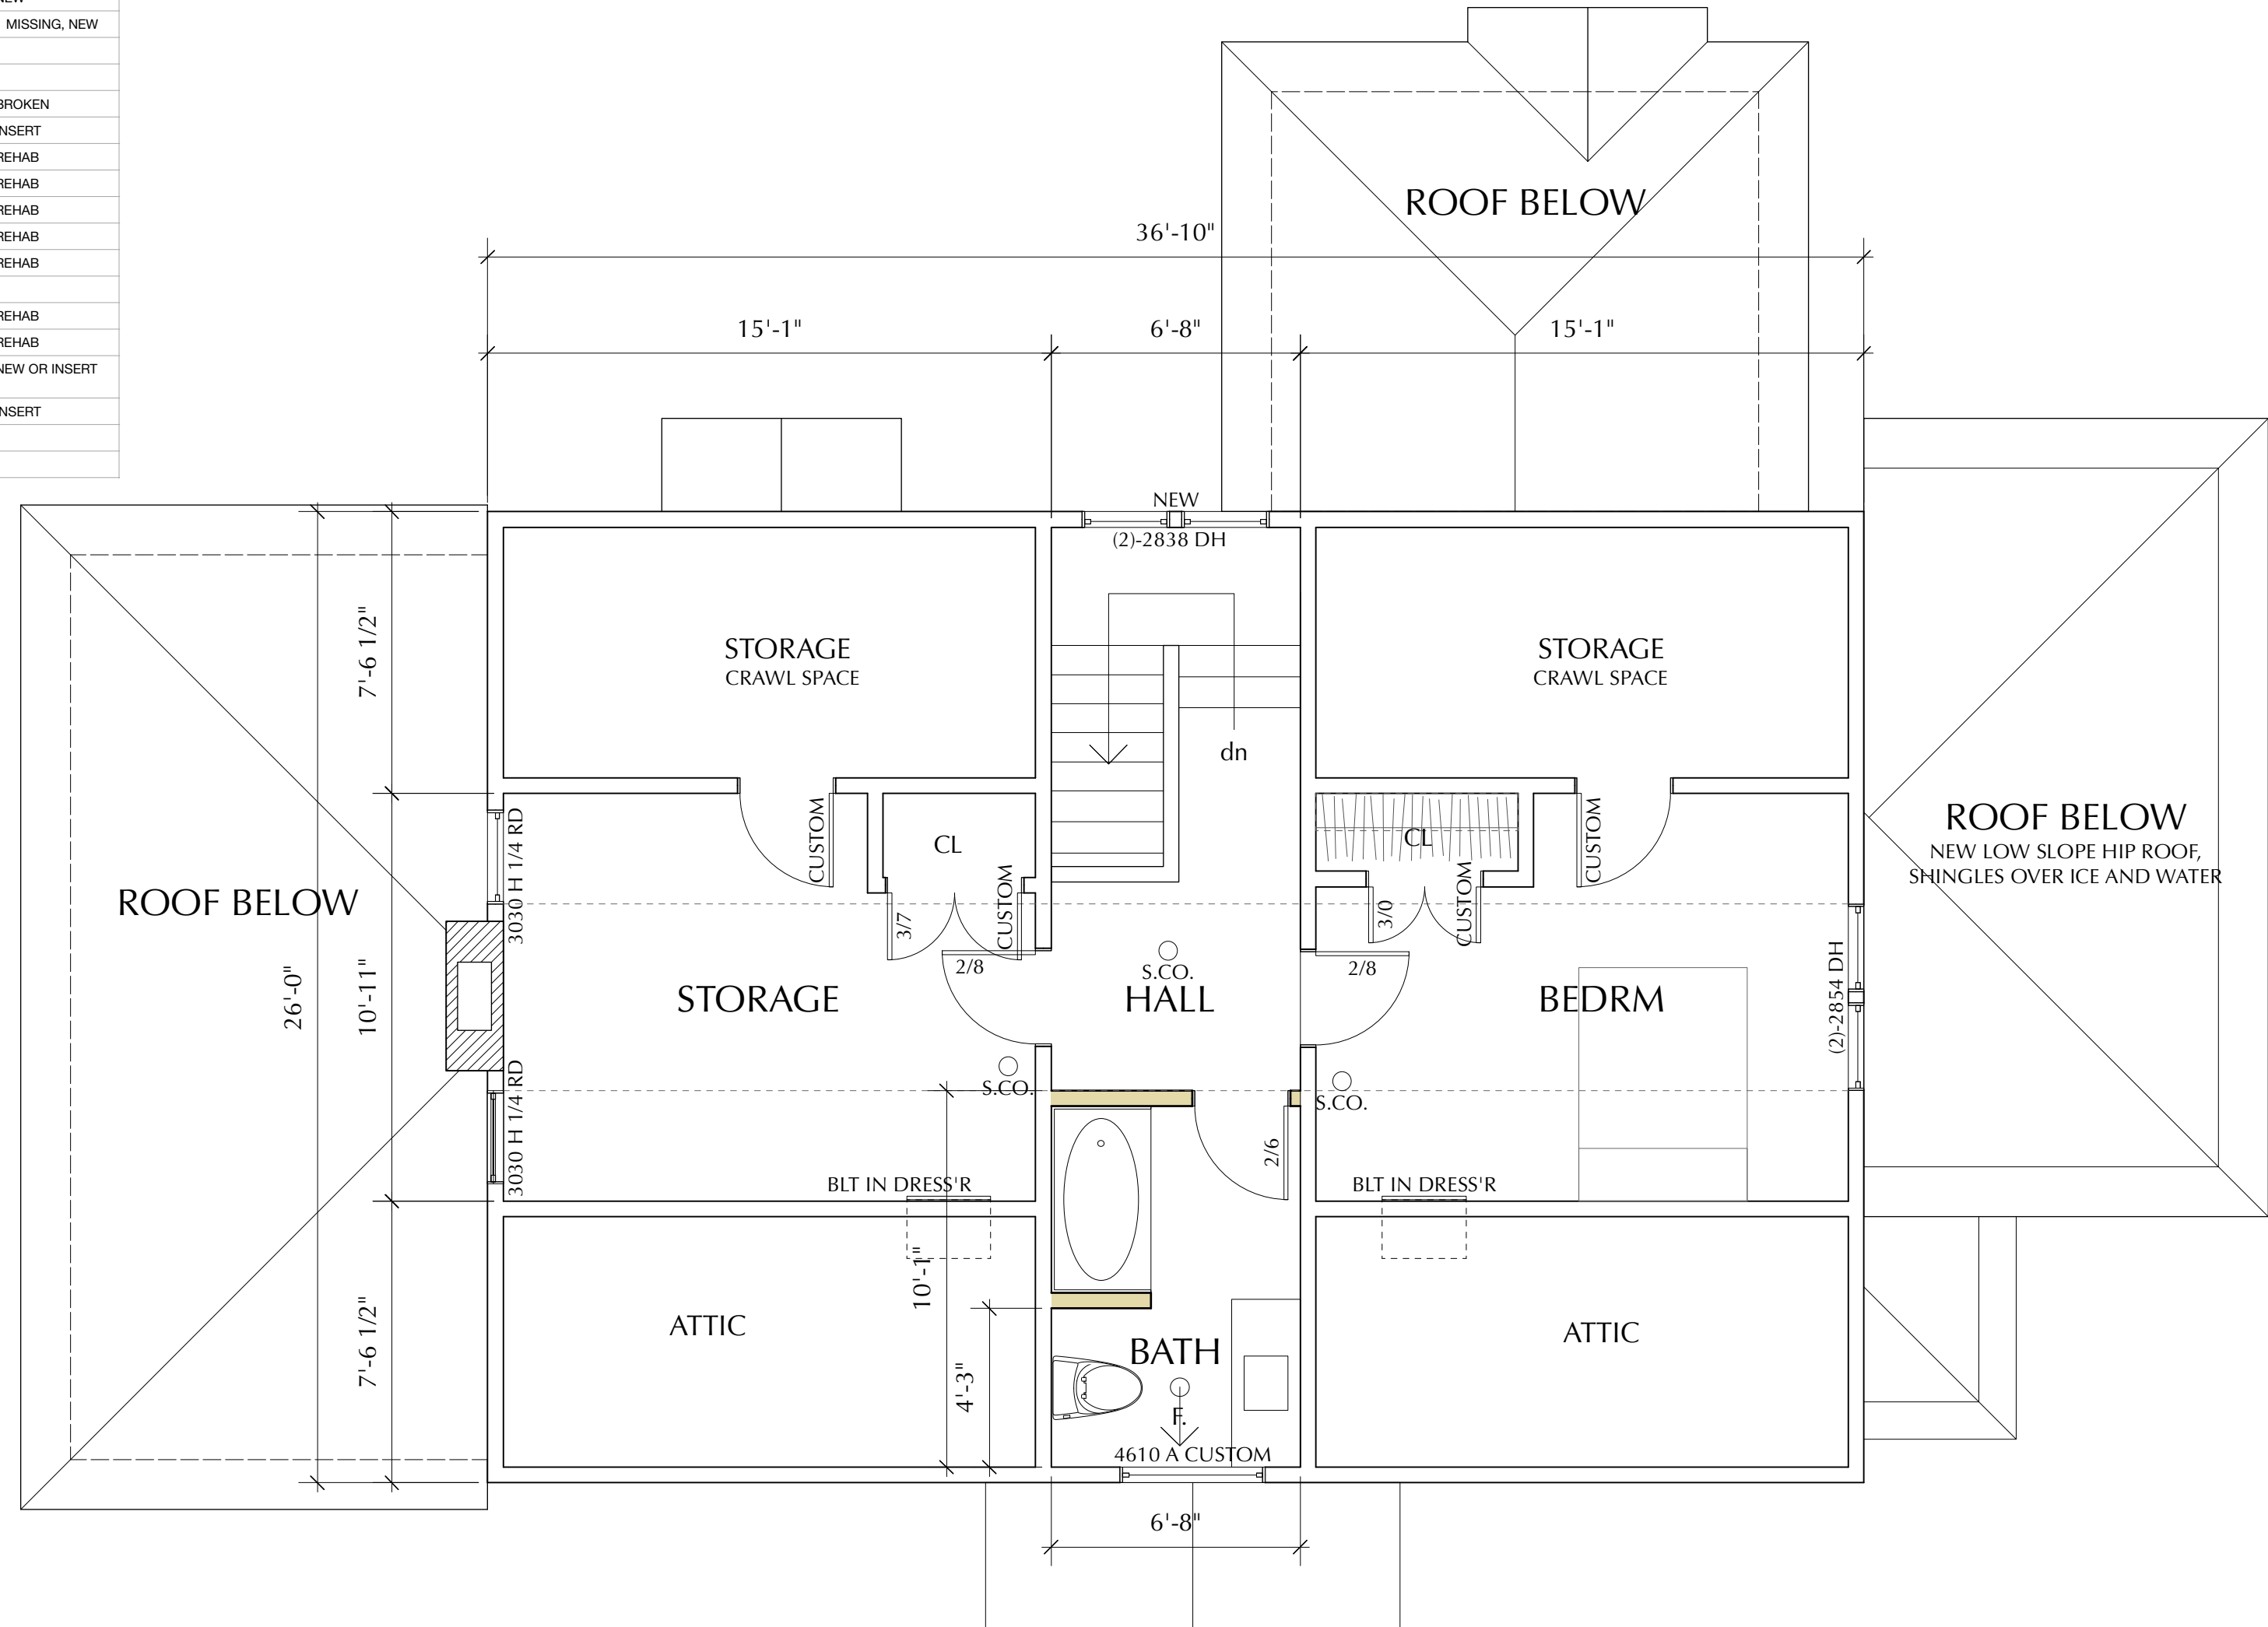 MISSING, NEW
BROKEN
INSERT
REHAB
REHAB
REHAB
REHAB
REHAB
REHAB
REHAB
NEW OR INSERT
INSERT
ROOF BELOW
36'-10"
15'-1"
6'-8"
15'-1"
NEW
(2)-2838 DH
STORAGE
CRAWL SPACE
STORAGE
CRAWL SPACE
7'-6 1/2"
dn
3030 H 1/4 RD
CUSTOM
CL
CUSTOM
3/7
2/8
CL
CUSTOM
3/0
2/8
CUSTOM
ROOF BELOW
NEW LOW SLOPE HIP ROOF,
SHINGLES OVER ICE AND WATER
ROOF BELOW
26'-0"
10'-11"
STORAGE
S.CO.
HALL
BEDRM
(2)-2854 DH
S.CO.
S.CO.
3030 H 1/4 RD
2/6
BLT IN DRESS'R
BLT IN DRESS'R
10'-1"
7'-6 1/2"
ATTIC
4'-3"
BATH
F.
ATTIC
4610 A CUSTOM
6'-8"